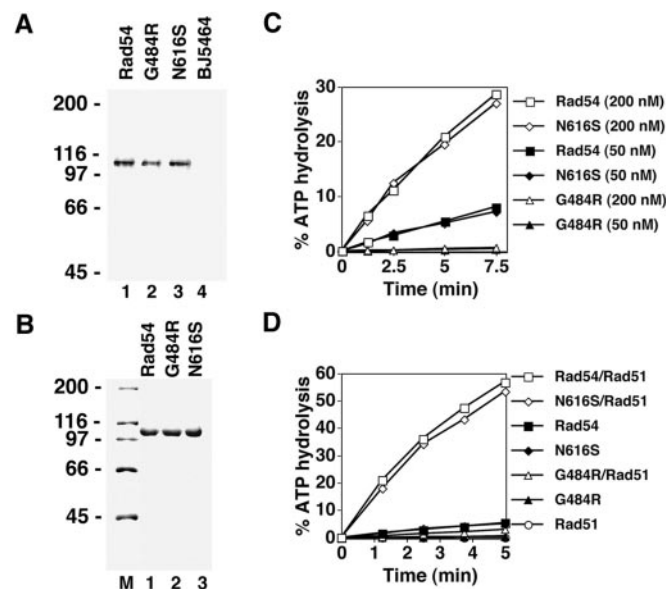 A
Rad54
G484R
N616S
BJ5464
200 -
116 -
97 -
66 -
45 -
1 2 3 4
B
Rad54
G484R
N616S
200 -
116 -
97 -
66 -
45 -
M 1 2 3
C
% ATP hydrolysis
30
20
10
0
0 2.5 5 7.5
Time (min)
Rad54 (200 nM)
N616S (200 nM)
Rad54 (50 nM)
N616S (50 nM)
G484R (200 nM)
G484R (50 nM)
D
% ATP hydrolysis
60
50
40
30
20
10
0
0 1 2 3 4 5
Time (min)
Rad54/Rad51
N616S/Rad51
Rad54
N616S
G484R/Rad51
G484R
Rad51